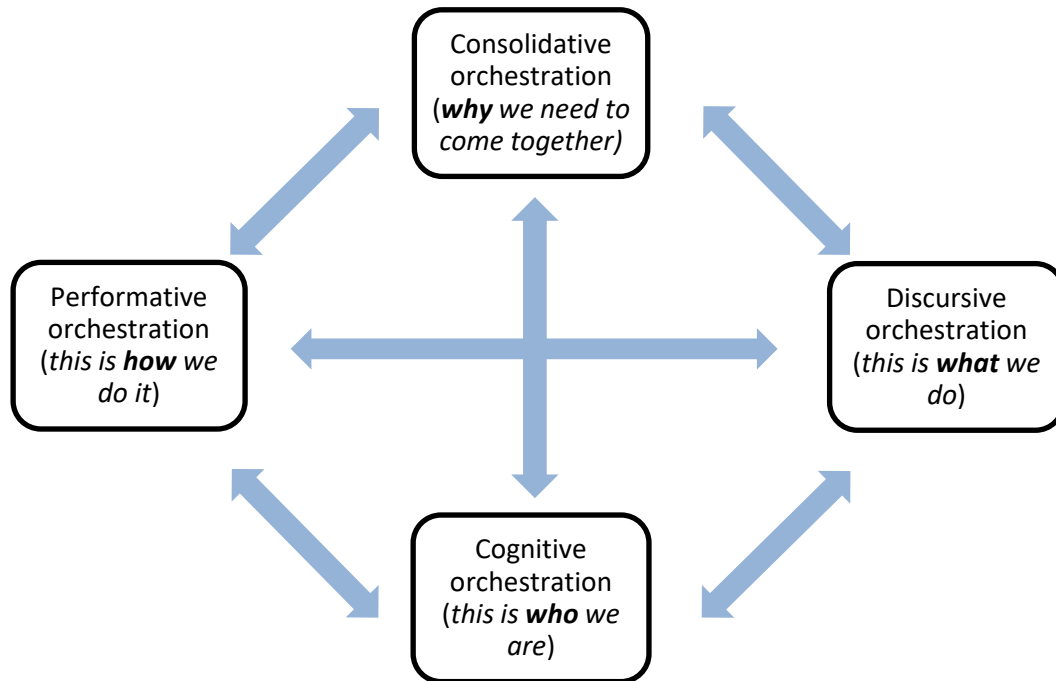 Consolidative
orchestration
(why we need to
come together)
Performative
orchestration
(this is how we
do it)
Discursive
orchestration
(this is what we
do)
Cognitive
orchestration
(this is who we
are)